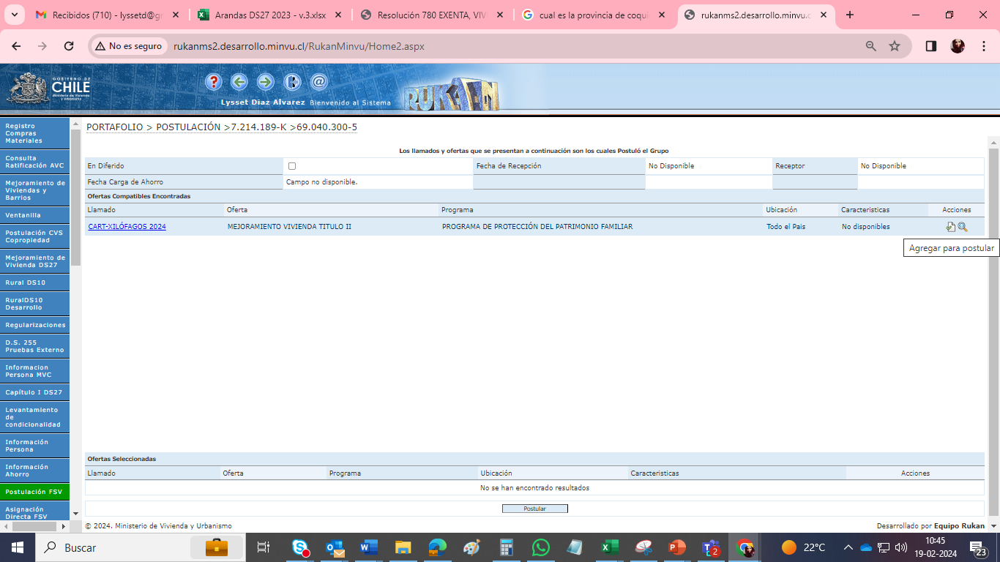 Recibidos (710) - lyssetd@gr
Arandas DS27 2023 - v.3.xlsx
Resolución 780 EXENTA, VIV
cual es la provincia de coqui
rukanms2.desarrollo.minvu.c
No es seguro
rukanms2.desarrollo.minvu.cl/RukanMinvu/Home2.aspx
GOBIERNO DE
CHILE
Ministerio de Vivienda
y Urbanismo
Lysset Diaz Alvarez Bienvenido al Sistema
RUKAN
PORTAFOLIO > POSTULACIÓN >7.214.189-K >69.040.300-5
Registro
Compras
Materiales
Consulta
Ratificación AVC
Mejoramiento de
Viviendas y
Barrios
Ventanilla
Postulación CVS
Copropiedad
Mejoramiento de
Vivienda DS27
Rural DS10
RuralDS10
Desarrollo
Regularizaciones
D.S. 255
Pruebas Externo
Informacion
Persona MVC
Capítulo I DS27
Levantamiento
de
condicionalidad
Información
Persona
Información
Ahorro
Postulación FSV
Asignación
Directa FSV
Los llamados y ofertas que se presentan a continuación son los cuales Postuló el Grupo
En Diferido Fecha de Recepción No Disponible Receptor No Disponible
Fecha Carga de Ahorro Campo no disponible.
Ofertas Compatibles Encontradas
Llamado Oferta Programa Ubicación Caracteristicas Acciones
CART-XILÓFAGOS 2024 MEJORAMIENTO VIVIENDA TITULO II PROGRAMA DE PROTECCIÓN DEL PATRIMONIO FAMILIAR Todo el Pais No disponibles
Agregar para postular
Ofertas Seleccionadas
Llamado Oferta Programa Ubicación Caracteristicas Acciones
No se han encontrado resultados
Postular
© 2024. Ministerio de Vivienda y Urbanismo
Desarrollado por Equipo Rukan
Buscar
2
22°C
10:45
19-02-2024
23